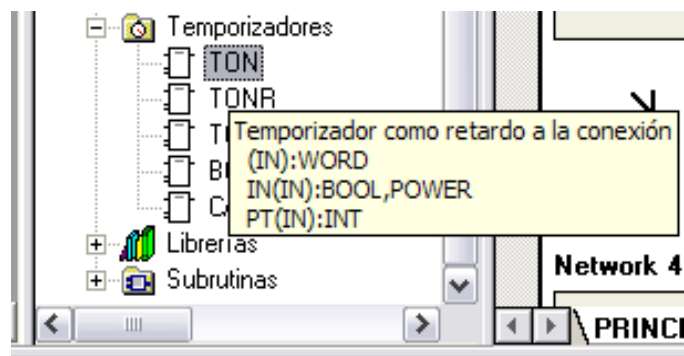 Temporizadores
TON
TONR
Temporizador como retardo a la conexión
(IN):WORD
IN(IN):BOOL,POWER
PT(IN):INT
Librerías
Subrutinas
Network 4